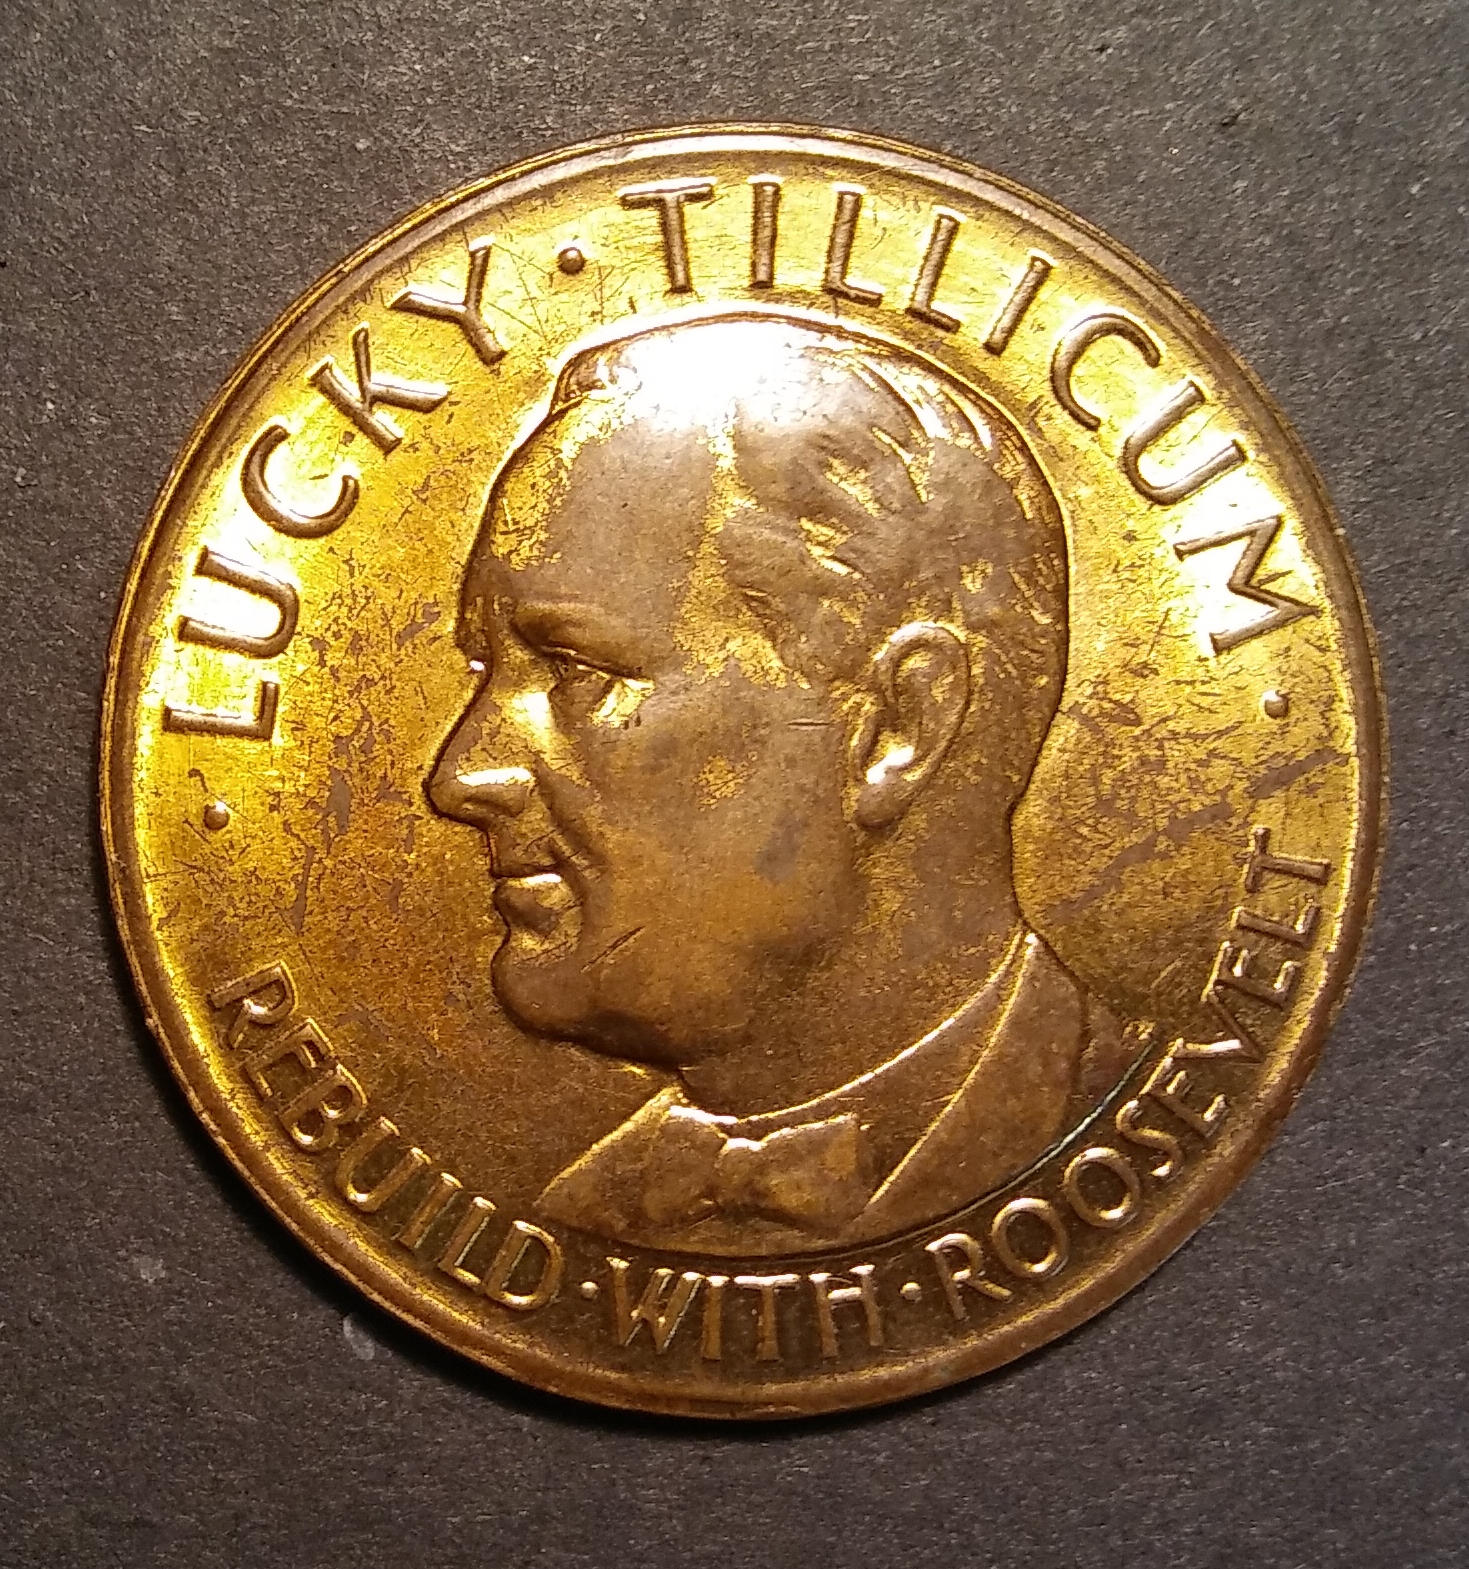 · LUCKY · TILLICUM ·
REBUILD · WITH · ROOSEVELT